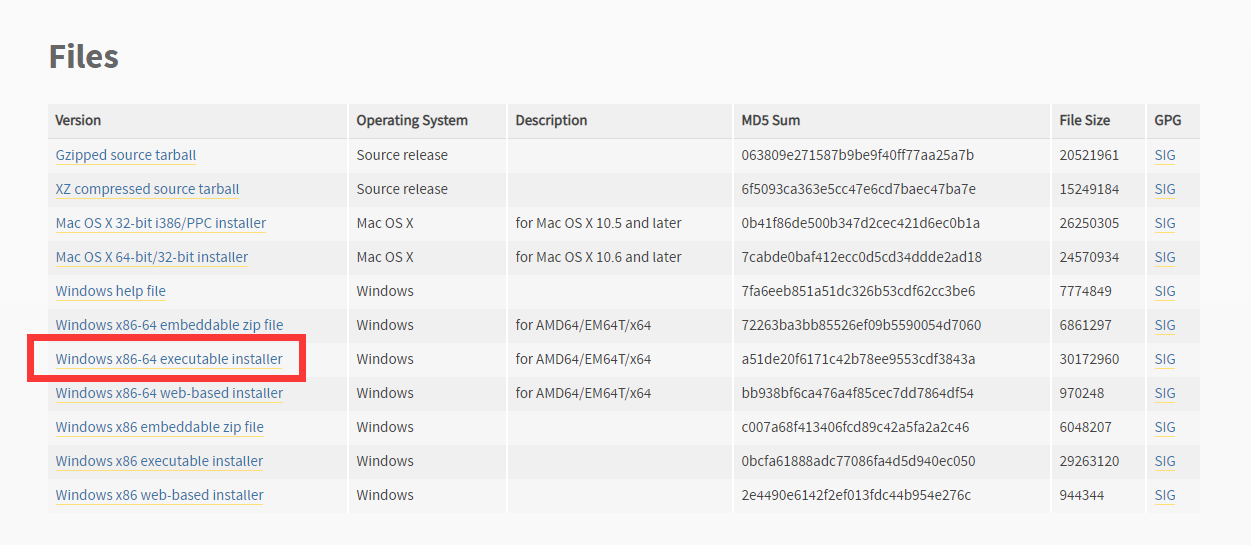 Files
Version Operating System Description MD5 Sum File Size GPG
Gzipped source tarball Source release 063809e271587b9be9f40ff77aa25a7b 20521961 SIG
XZ compressed source tarball Source release 6f5093ca363e5cc47e6cd7baec47ba7e 15249184 SIG
Mac OS X 32-bit i386/PPC installer Mac OS X for Mac OS X 10.5 and later 0b41f86de500b347d2cec421d6ec0b1a 26250305 SIG
Mac OS X 64-bit/32-bit installer Mac OS X for Mac OS X 10.6 and later 7cabde0baf412ecc0d5cd34ddde2ad18 24570934 SIG
Windows help file Windows 7fa6eeb851a51dc326b53cdf62cc3be6 7774849 SIG
Windows x86-64 embeddable zip file Windows for AMD64/EM64T/x64 72263ba3bb85526ef09b5590054d7060 6861297 SIG
Windows x86-64 executable installer Windows for AMD64/EM64T/x64 a51de20f6171c42b78ee9553cdf3843a 30172960 SIG
Windows x86-64 web-based installer Windows for AMD64/EM64T/x64 bb938bf6ca476a4f85cec7dd7864df54 970248 SIG
Windows x86 embeddable zip file Windows c007a68f413406fcd89c42a5fa2a2c46 6048207 SIG
Windows x86 executable installer Windows 0bcfa61888adc77086fa4d5d940ec050 29263120 SIG
Windows x86 web-based installer Windows 2e4490e6142f2ef013fdc44b954e276c 944344 SIG